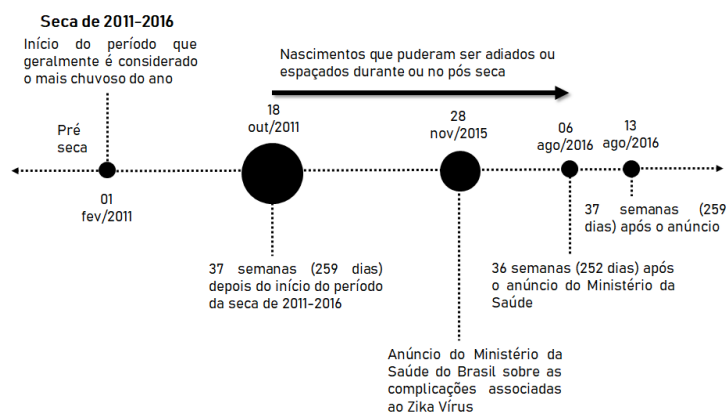 Seca de 2011-2016
Início do período que
geralmente é considerado
o mais chuvoso do ano
Nascimentos que puderam ser adiados ou
espaçados durante ou no pós seca
Pré
seca
18
out/2011
28
nov/2015
06
ago/2016
13
ago/2016
01
fev/2011
37 semanas (259
dias) após o anúncio
37 semanas (259 dias)
depois do início do período
da seca de 2011-2016
36 semanas (252 dias) após
o anúncio do Ministério da
Saúde
Anúncio do Ministério da
Saúde do Brasil sobre as
complicações associadas
ao Zika Vírus